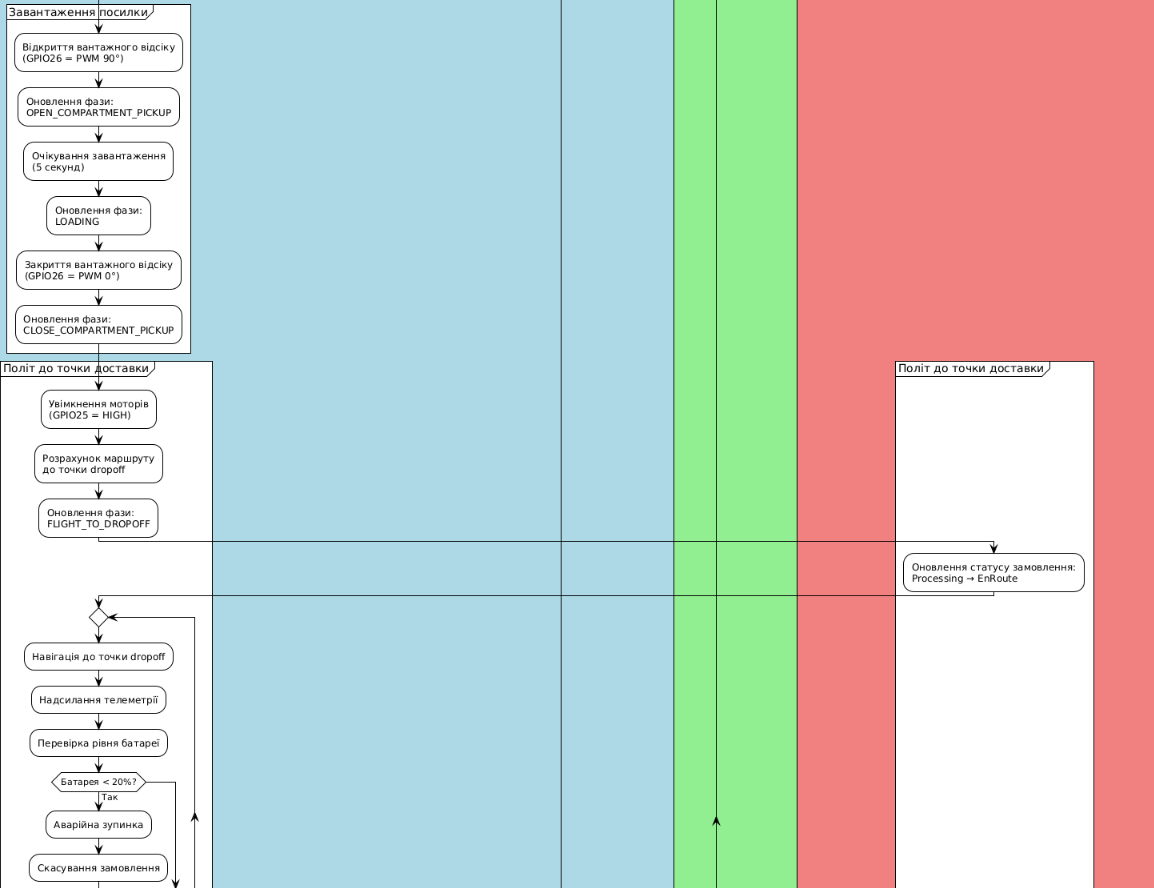 Завантаження посилки
Відкриття вантажного відсіку
(GPIO26 = PWM 90°)
Оновлення фази:
OPEN_COMPARTMENT_PICKUP
Очікування завантаження
(5 секунд)
Оновлення фази:
LOADING
Закриття вантажного відсіку
(GPIO26 = PWM 0°)
Оновлення фази:
CLOSE_COMPARTMENT_PICKUP
Політ до точки доставки
Політ до точки доставки
Увімкнення моторів
(GPIO25 = HIGH)
Розрахунок маршруту
до точки dropoff
Оновлення фази:
FLIGHT_TO_DROPOFF
Оновлення статусу замовлення:
Processing → EnRoute
Навігація до точки dropoff
Надсилання телеметрії
Перевірка рівня батареї
Батарея < 20%?
Так
Аварійна зупинка
Скасування замовлення